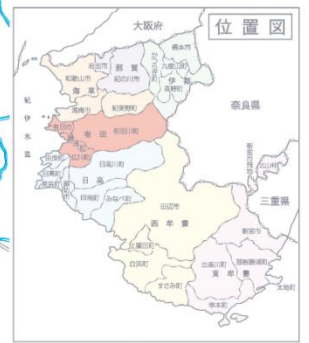 位置図
大阪府
橋本市
かつらぎ町
九度山町
伊都
高野町
岩出市
那賀
紀の川市
和歌山市
海草
海南市
紀美野町
奈良県
紀伊水道
有田市
有田
有田川町
湯浅町
広川町
由良町
日高川町
日高町
日高
美浜町
御坊市
印南町
みなべ町
新宮市飛地
北山村
三重県
田辺市
西牟婁
上富田町
白浜町
すさみ町
新宮市
古座川町
那智勝浦町
東牟婁
太地町
串本町